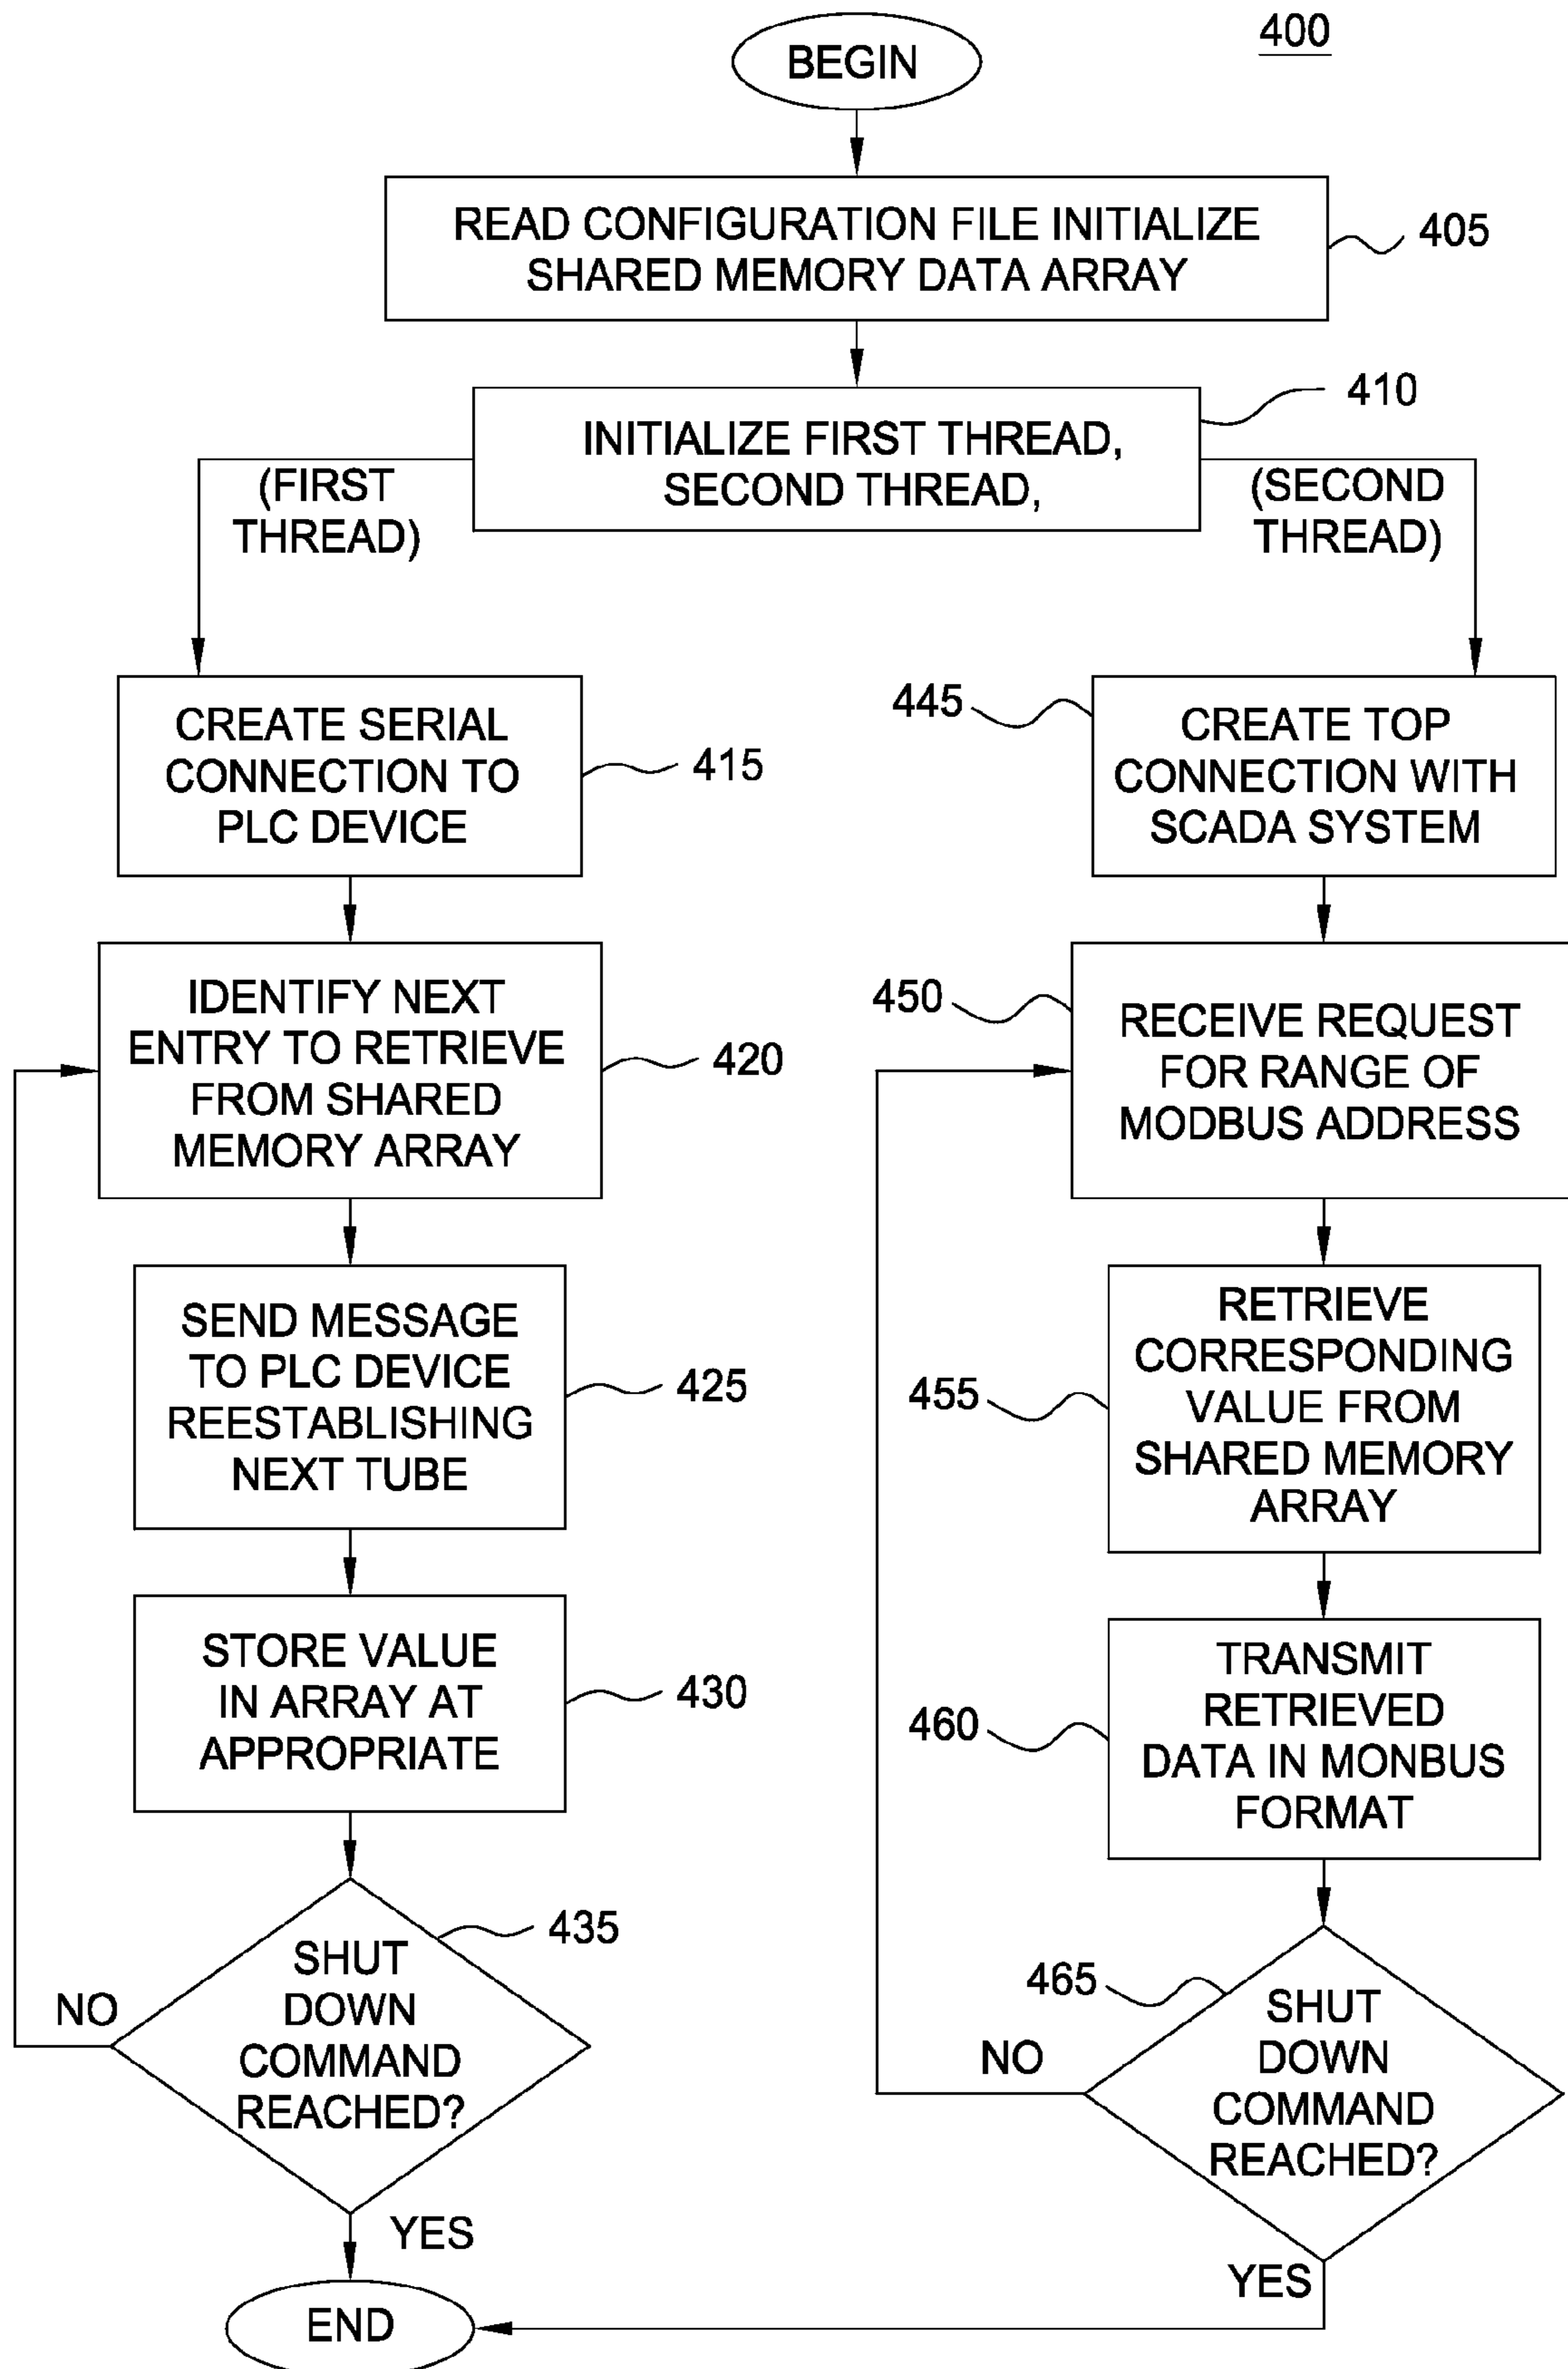 400
BEGIN
READ CONFIGURATION FILE INITIALIZE
SHARED MEMORY DATA ARRAY
405
INITIALIZE FIRST THREAD,
SECOND THREAD,
410
(FIRST
THREAD)
(SECOND
THREAD)
CREATE SERIAL
CONNECTION TO
PLC DEVICE
415
IDENTIFY NEXT
ENTRY TO RETRIEVE
FROM SHARED
MEMORY ARRAY
420
SEND MESSAGE
TO PLC DEVICE
REESTABLISHING
NEXT TUBE
425
STORE VALUE
IN ARRAY AT
APPROPRIATE
430
SHUT
DOWN
COMMAND
REACHED?
435
NO
YES
END
445
CREATE TOP
CONNECTION WITH
SCADA SYSTEM
450
RECEIVE REQUEST
FOR RANGE OF
MODBUS ADDRESS
455
RETRIEVE
CORRESPONDING
VALUE FROM
SHARED MEMORY
ARRAY
460
TRANSMIT
RETRIEVED
DATA IN MONBUS
FORMAT
465
SHUT
DOWN
COMMAND
REACHED?
NO
YES